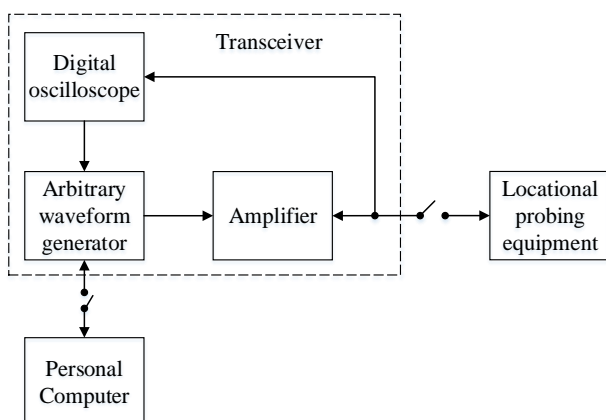 Transceiver
Digital
oscilloscope
Arbitrary
waveform
generator
Amplifier
Locational
probing
equipment
Personal
Computer